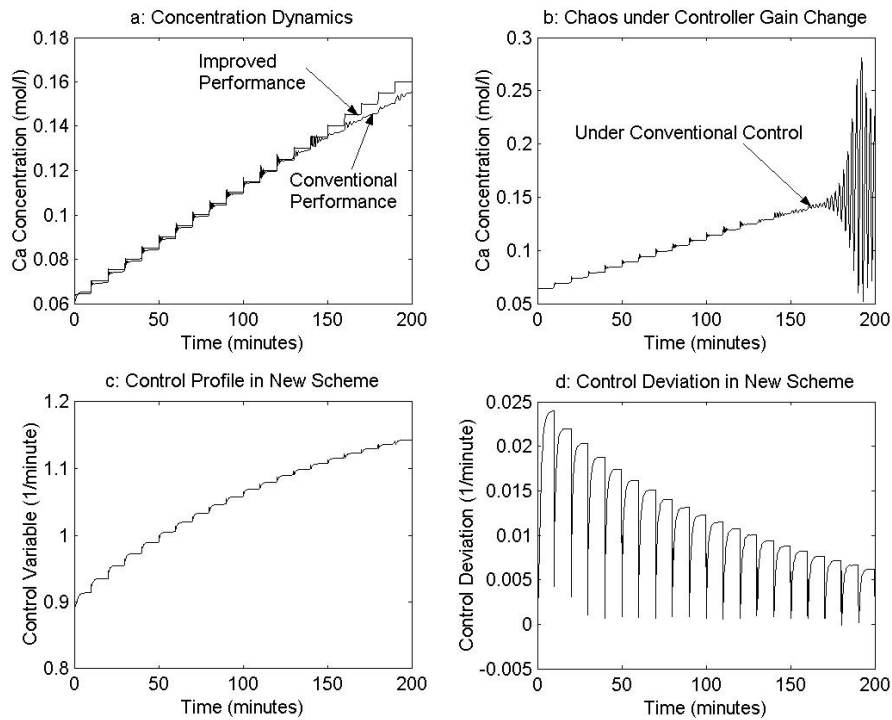 a: Concentration Dynamics
0.18
0.16
0.14
0.12
0.1
0.08
0.06
Ca Concentration (mol/l)
Improved
Performance
Conventional
Performance
0
50
100
150
200
Time (minutes)
b: Chaos under Controller Gain Change
0.3
0.25
0.2
0.15
0.1
0.05
Ca Concentration (mol/l)
Under Conventional Control
0
50
100
150
200
Time (minutes)
c: Control Profile in New Scheme
1.2
1.1
1
0.9
0.8
Control Variable (1/minute)
0
50
100
150
200
Time (minutes)
d: Control Deviation in New Scheme
0.025
0.02
0.015
0.01
0.005
0
-0.005
Control Deviation (1/minute)
0
50
100
150
200
Time (minutes)